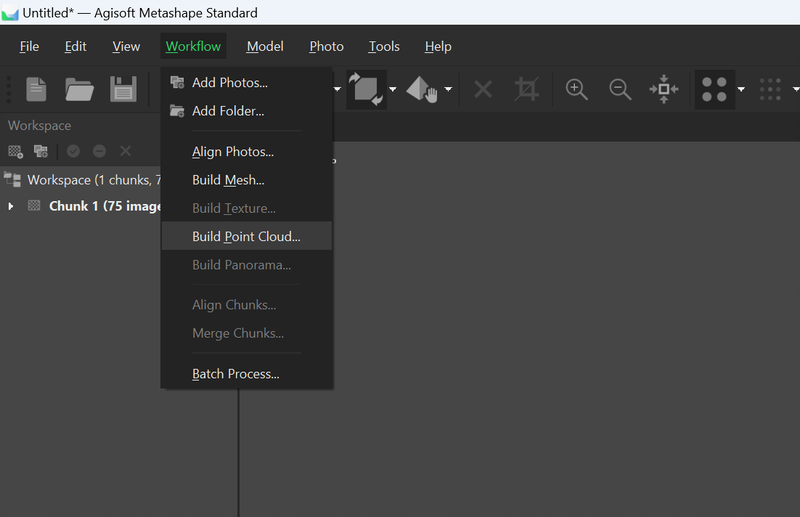 Untitled* — Agisoft Metashape Standard
File Edit View Workflow Model Photo Tools Help
Workspace
Add Photos...
Add Folder...
Align Photos...
Build Mesh...
Build Texture...
Build Point Cloud...
Build Panorama...
Align Chunks...
Merge Chunks...
Batch Process...
Workspace (1 chunks, 7
Chunk 1 (75 image